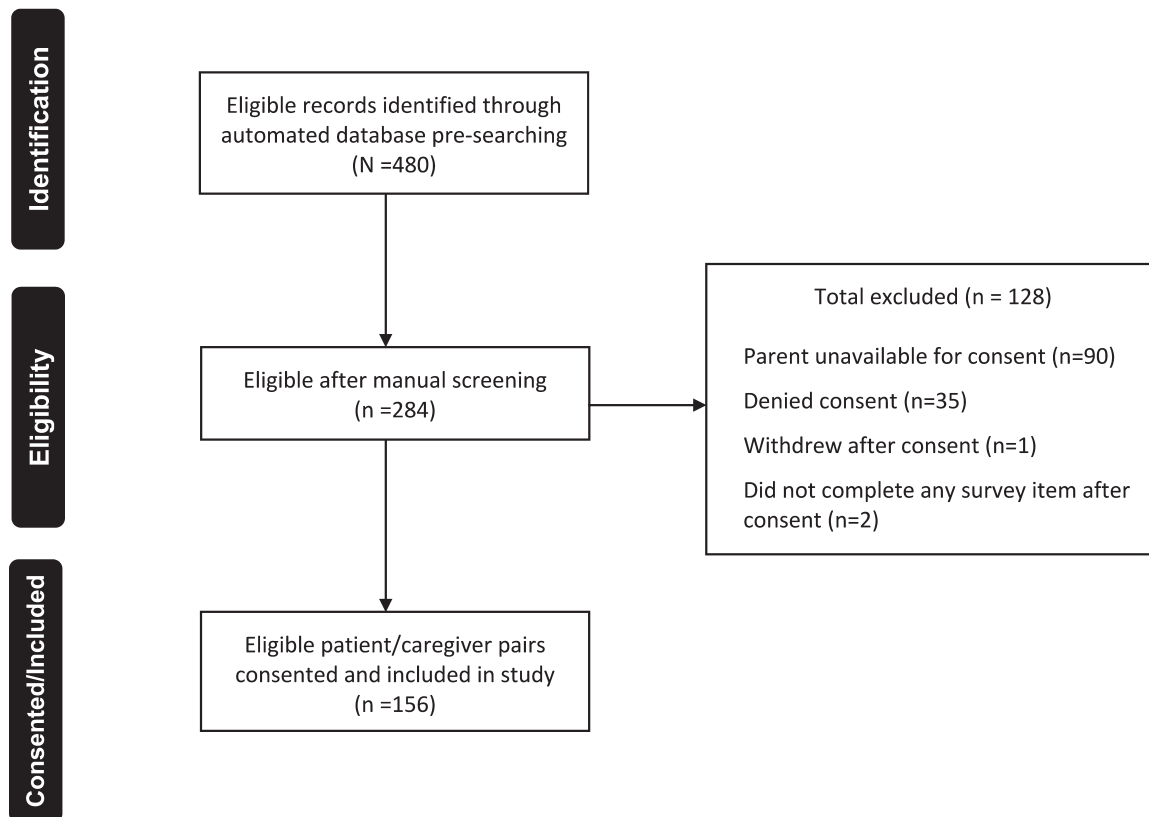 Identification
Eligible records identified through
automated database pre-searching
(N =480)
Eligibility
Eligible after manual screening
(n =284)
Total excluded (n = 128)
Parent unavailable for consent (n=90)
Denied consent (n=35)
Withdrew after consent (n=1)
Did not complete any survey item after
consent (n=2)
Consented/Included
Eligible patient/caregiver pairs
consented and included in study
(n =156)